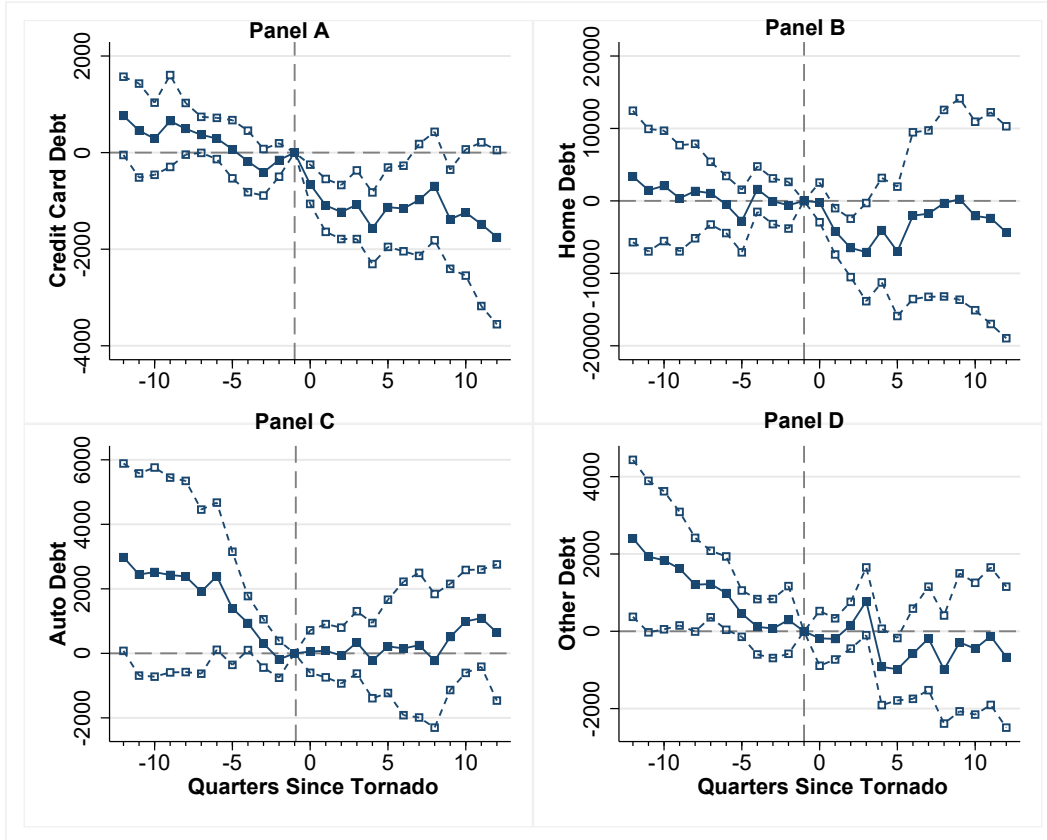 Panel A
Credit Card Debt
2000
0
-2000
-4000
-10 -5 0 5 10
Panel B
Home Debt
20000
10000
0
-10000
-20000
-10 -5 0 5 10
Panel C
Auto Debt
6000
4000
2000
0
-2000
-10 -5 0 5 10
Quarters Since Tornado
Panel D
Other Debt
4000
2000
0
-2000
-10 -5 0 5 10
Quarters Since Tornado